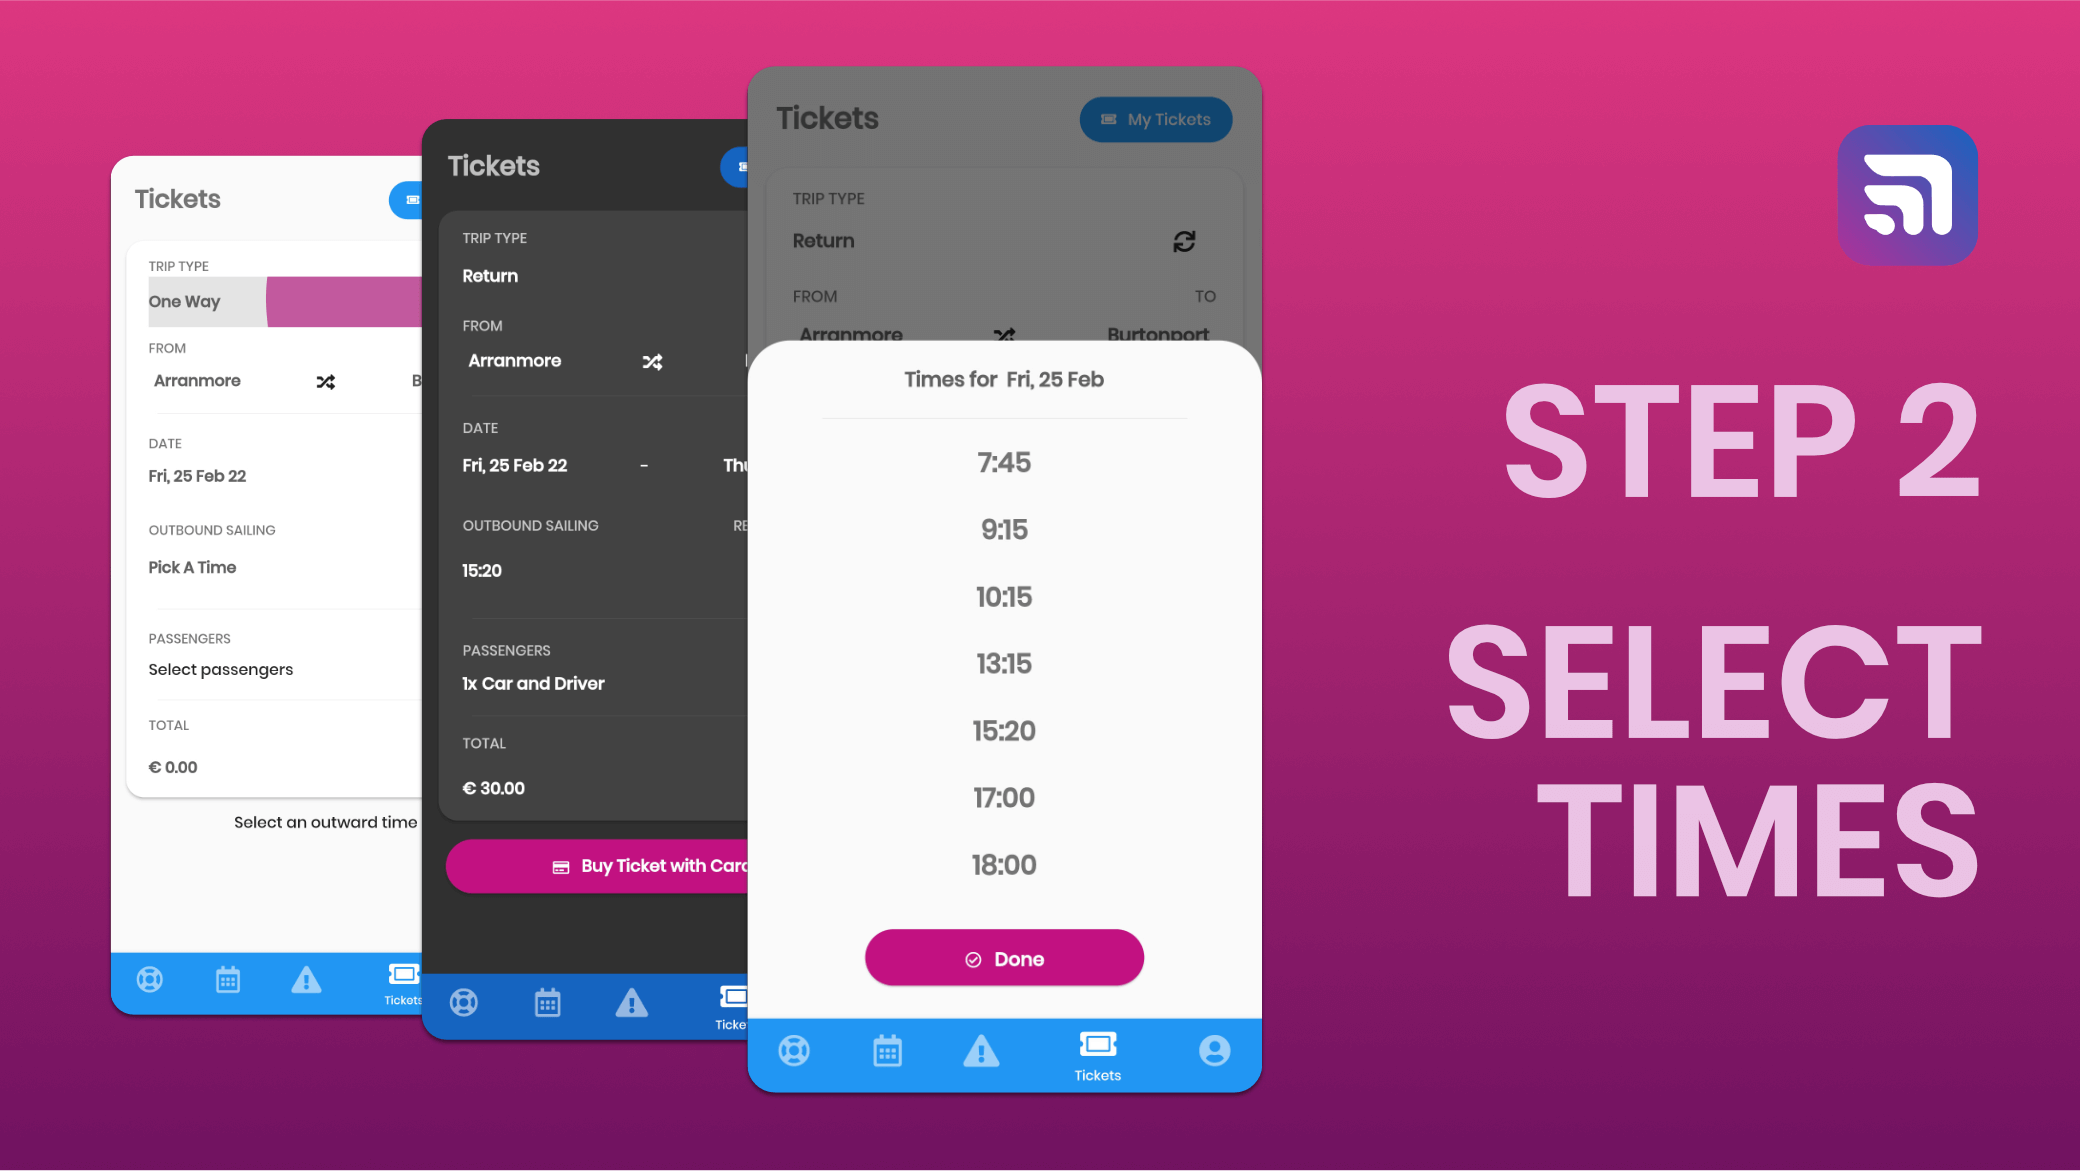 Tickets
TRIP TYPE
One Way
FROM
Arranmore
DATE
Fri, 25 Feb 22
OUTBOUND SAILING
Pick A Time
PASSENGERS
Select passengers
TOTAL
€ 0.00
Select an outward time
Tickets
Tickets
TRIP TYPE
Return
FROM
Arranmore
DATE
Fri, 25 Feb 22 -
OUTBOUND SAILING
15:20
PASSENGERS
1x Car and Driver
TOTAL
€ 30.00
Buy Ticket with Card
Tickets
My Tickets
TRIP TYPE
Return
FROM TO
Arranmore Burtonport
Times for Fri, 25 Feb
7:45
9:15
10:15
13:15
15:20
17:00
18:00
Done
Tickets
STEP 2
SELECT
TIMES